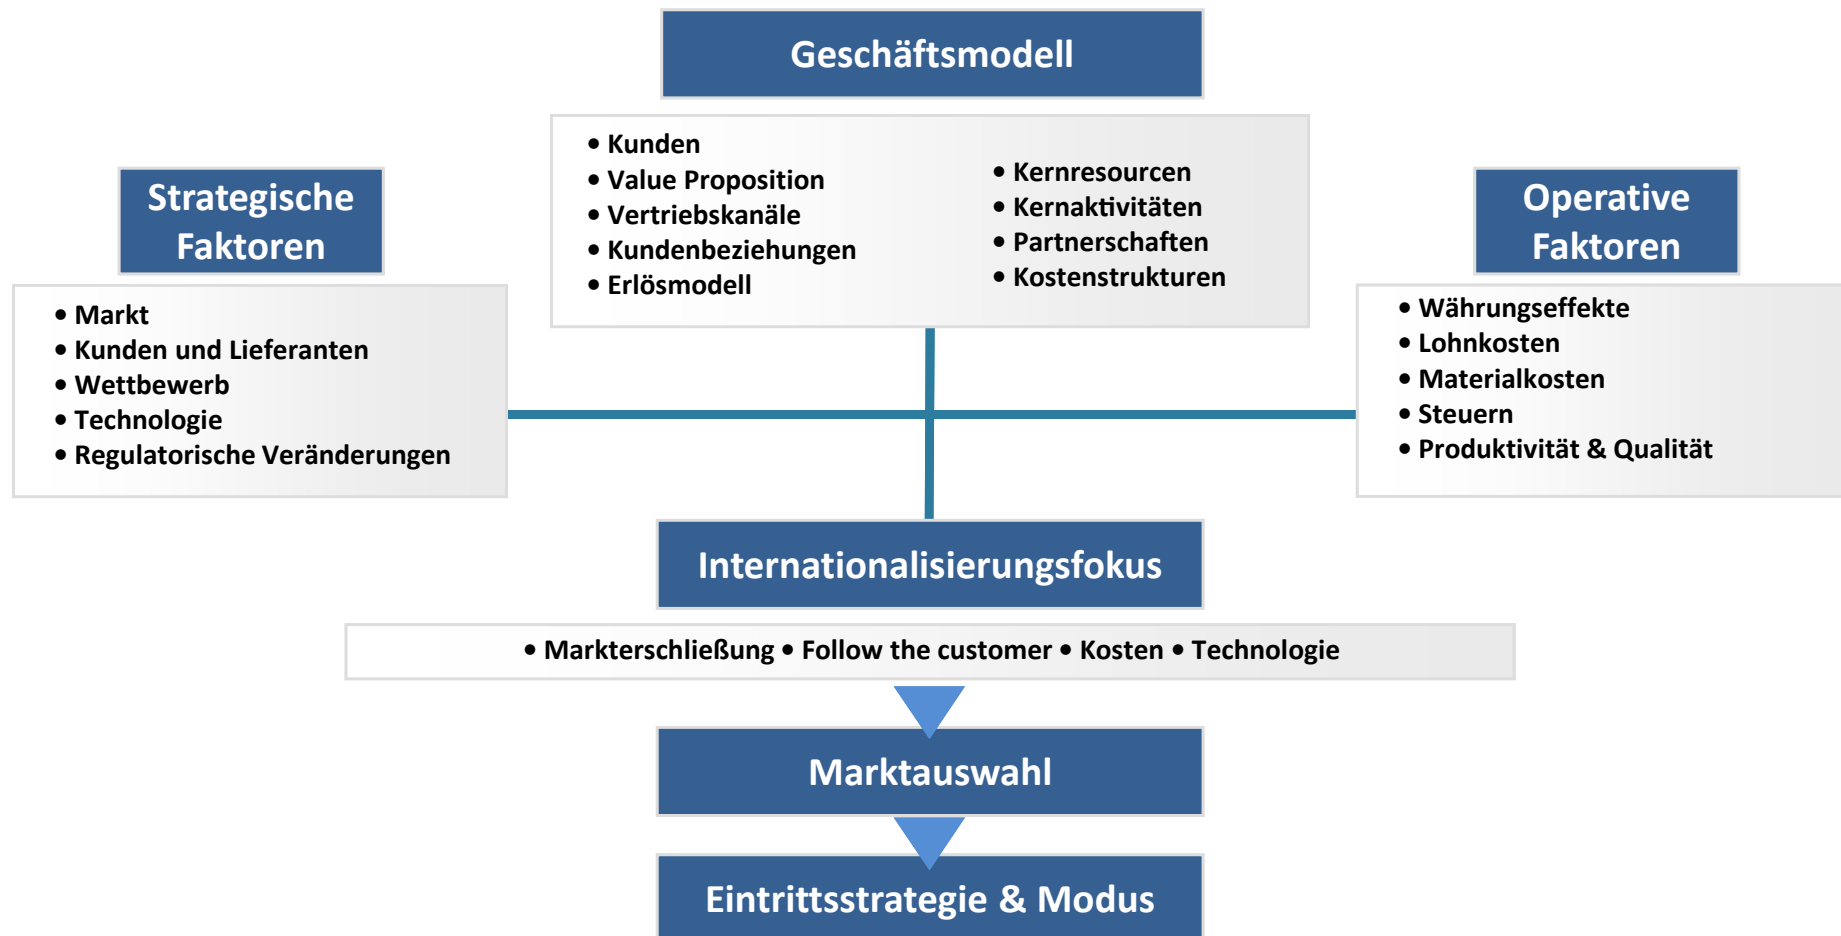 Geschäftsmodell
• Kunden
• Value Proposition
• Vertriebskanäle
• Kundenbeziehungen
• Erlösmodell
• Kernresourcen
• Kernaktivitäten
• Partnerschaften
• Kostenstrukturen
Strategische
Faktoren
• Markt
• Kunden und Lieferanten
• Wettbewerb
• Technologie
• Regulatorische Veränderungen
Operative
Faktoren
• Währungseffekte
• Lohnkosten
• Materialkosten
• Steuern
• Produktivität & Qualität
Internationalisierungsfokus
• Markterschließung • Follow the customer • Kosten • Technologie
Marktauswahl
Eintrittsstrategie & Modus